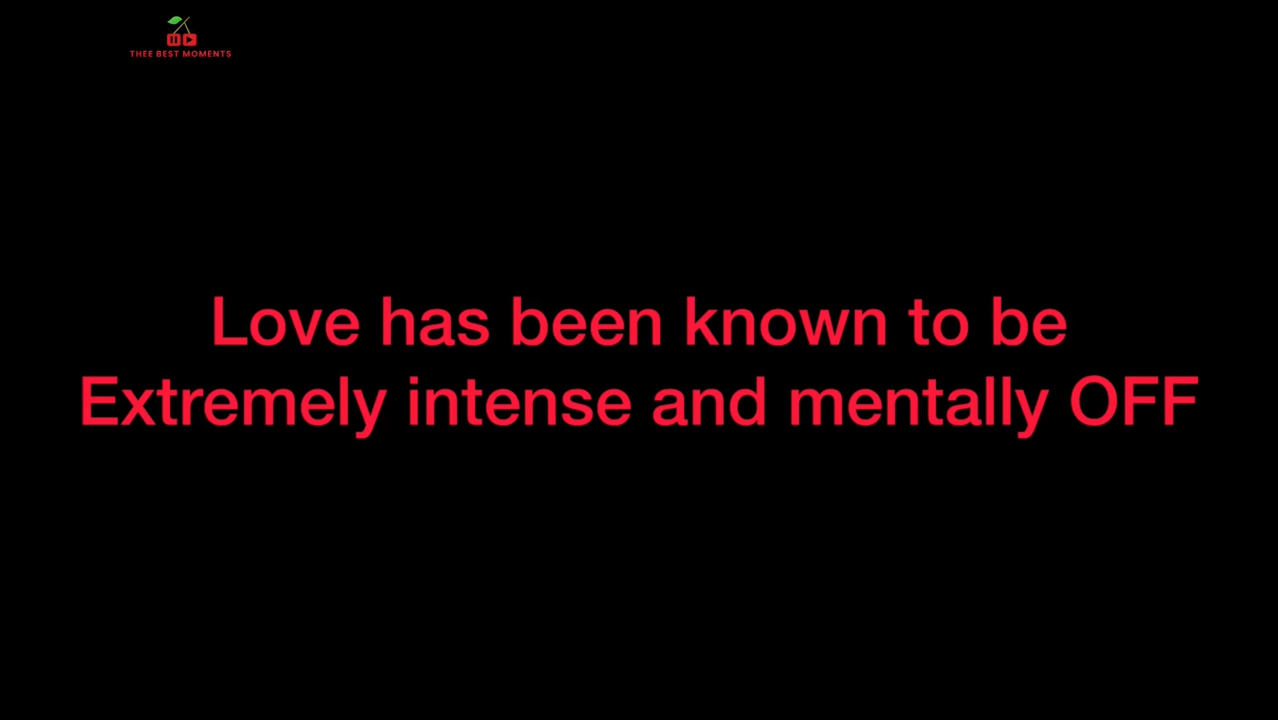 THEE BEST MOMENTS
Love has been known to be
Extremely intense and mentally OFF